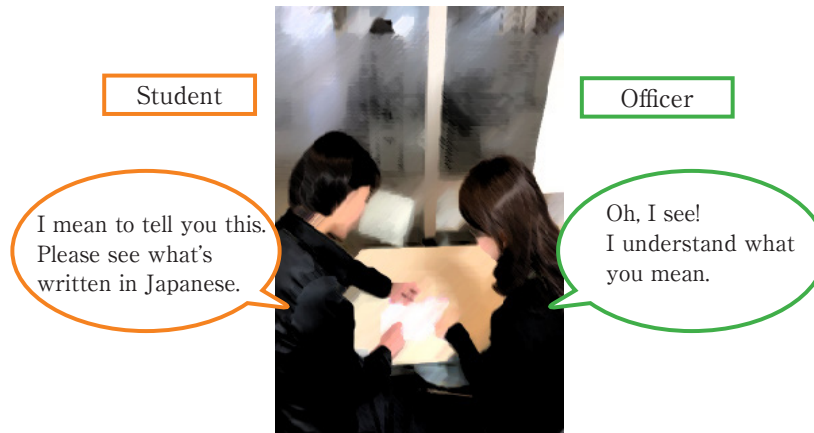 Student
Officer
I mean to tell you this.
Please see what's
written in Japanese.
Oh, I see!
I understand what
you mean.